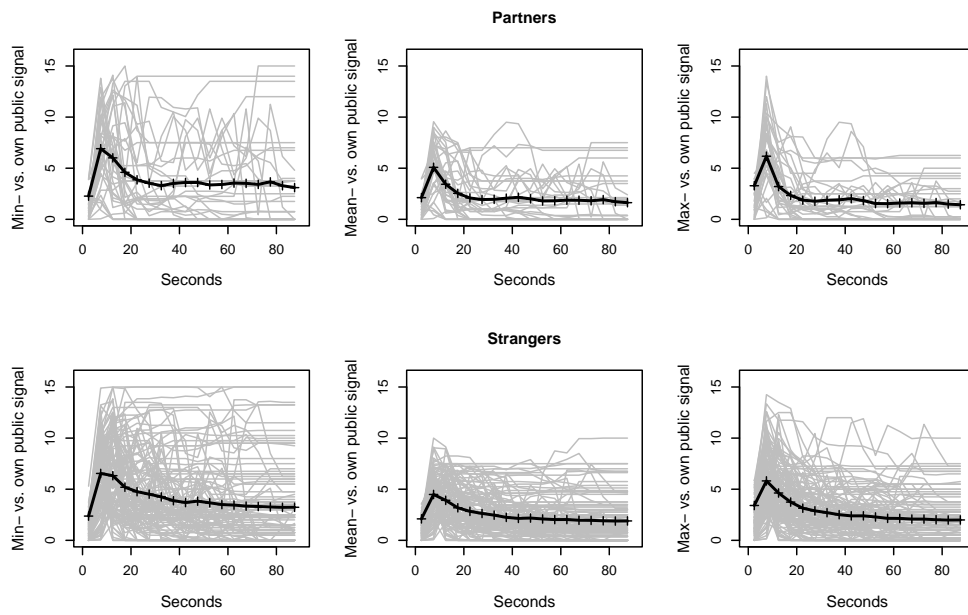 Partners
Min− vs. own public signal
15
10
5
0
0 20 40 60 80
Seconds
Mean− vs. own public signal
15
10
5
0
0 20 40 60 80
Seconds
Max− vs. own public signal
15
10
5
0
0 20 40 60 80
Seconds
Strangers
Min− vs. own public signal
15
10
5
0
0 20 40 60 80
Seconds
Mean− vs. own public signal
15
10
5
0
0 20 40 60 80
Seconds
Max− vs. own public signal
15
10
5
0
0 20 40 60 80
Seconds